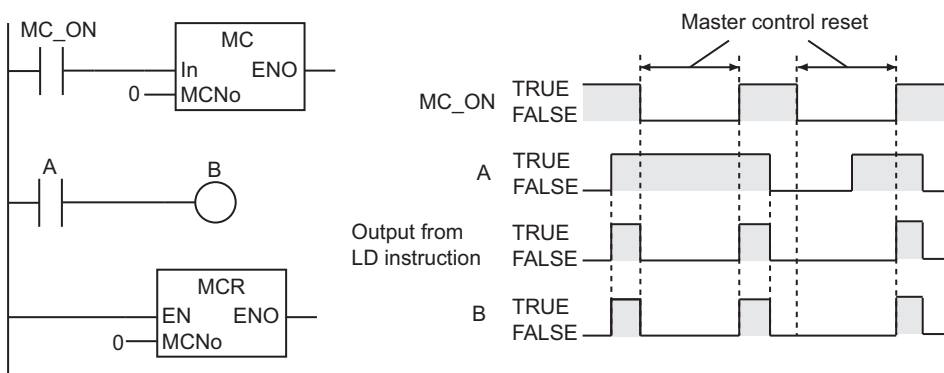 MC_ON
MC
In ENO
0 MCNo
A
B
MCR
EN ENO
0 MCNo
Master control reset
MC_ON
TRUE
FALSE
A
TRUE
FALSE
Output from
LD instruction
TRUE
FALSE
B
TRUE
FALSE